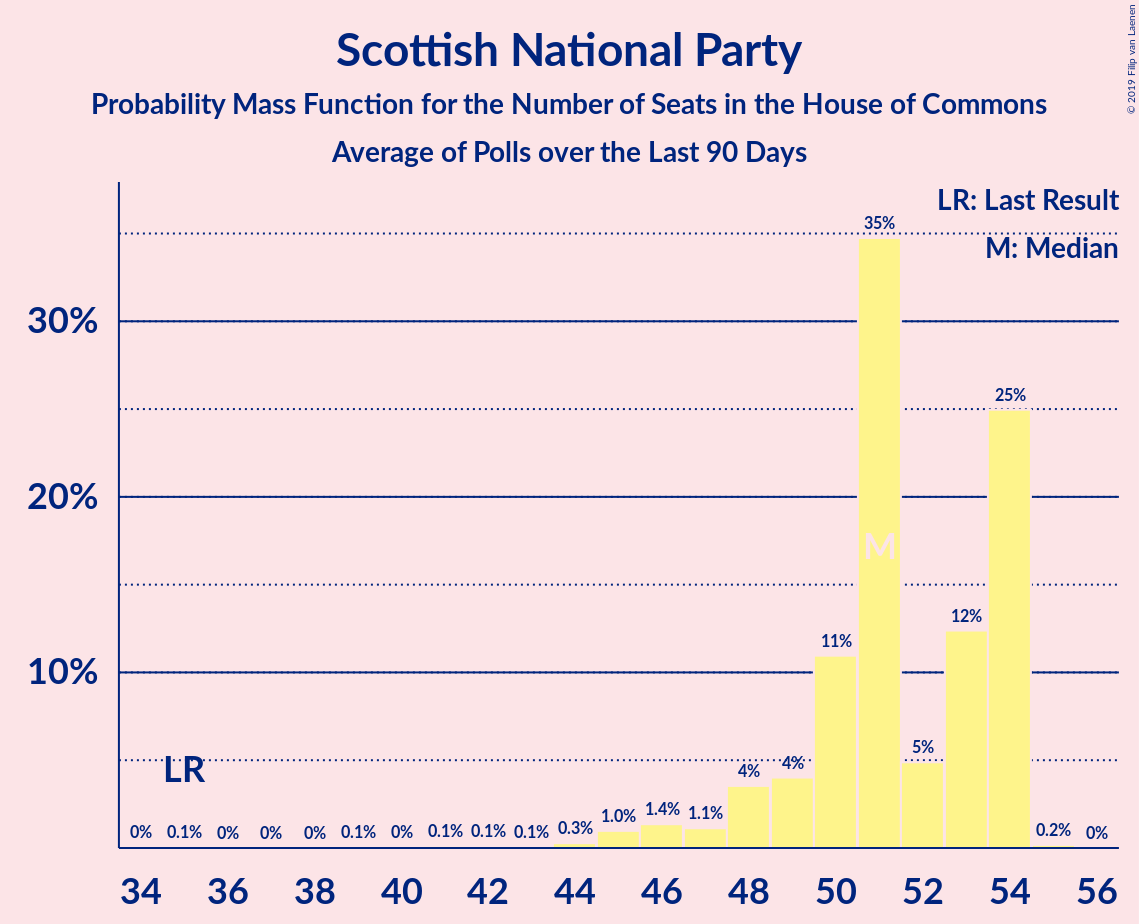 Scottish National Party
Probability Mass Function for the Number of Seats in the House of Commons
Average of Polls over the Last 90 Days
© 2019 Filip van Laenen
LR: Last Result
M: Median
30%
20%
10%
LR
M
0% 0.1% 0% 0% 0% 0.1% 0% 0.1% 0.1% 0.1% 0.3% 1.0% 1.4% 1.1% 4% 4% 11% 35% 5% 12% 25% 0.2% 0%
34 36 38 40 42 44 46 48 50 52 54 56